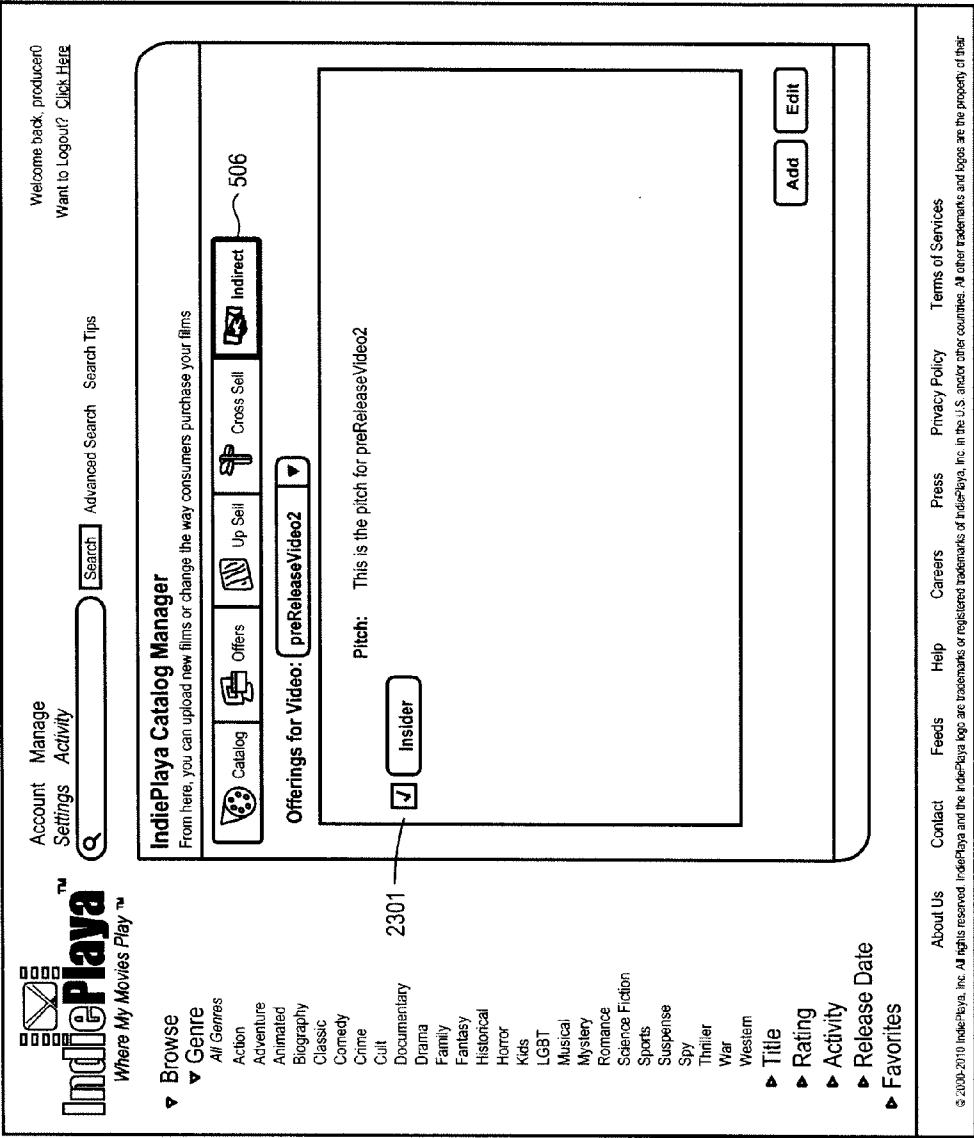 IndiePlaya™
Where My Movies Play™
Account Manage
Settings Activity
Search Advanced Search Search Tips
Welcome back, producer0
Want to Logout? Click Here
▼ Browse
▼ Genre
All Genres
Action
Adventure
Animated
Biography
Classic
Comedy
Crime
Cult
Documentary
Drama
Family
Fantasy
Historical
Horror
Kids
LGBT
Musical
Mystery
Romance
Science Fiction
Sports
Suspense
Spy
Thriller
War
Western
▶ Title
▶ Rating
▶ Activity
▶ Release Date
▶ Favorites
IndiePlaya Catalog Manager
From here, you can upload new films or change the way consumers purchase your films
Catalog Offers Up Sell Cross Sell Indirect
506
Offerings for Video: preReleaseVideo2 ▼
2301
Insider
Pitch: This is the pitch for preReleaseVideo2
Add Edit
About Us Contact Feeds Help Careers Press Privacy Policy Terms of Services
© 2000-2010 IndiePlaya, Inc. All rights reserved. IndiePlaya and the IndiePlaya logo are trademarks or registered trademarks of IndiePlaya, Inc. in the U.S. and/or other countries. All other trademarks and logos are the property of their